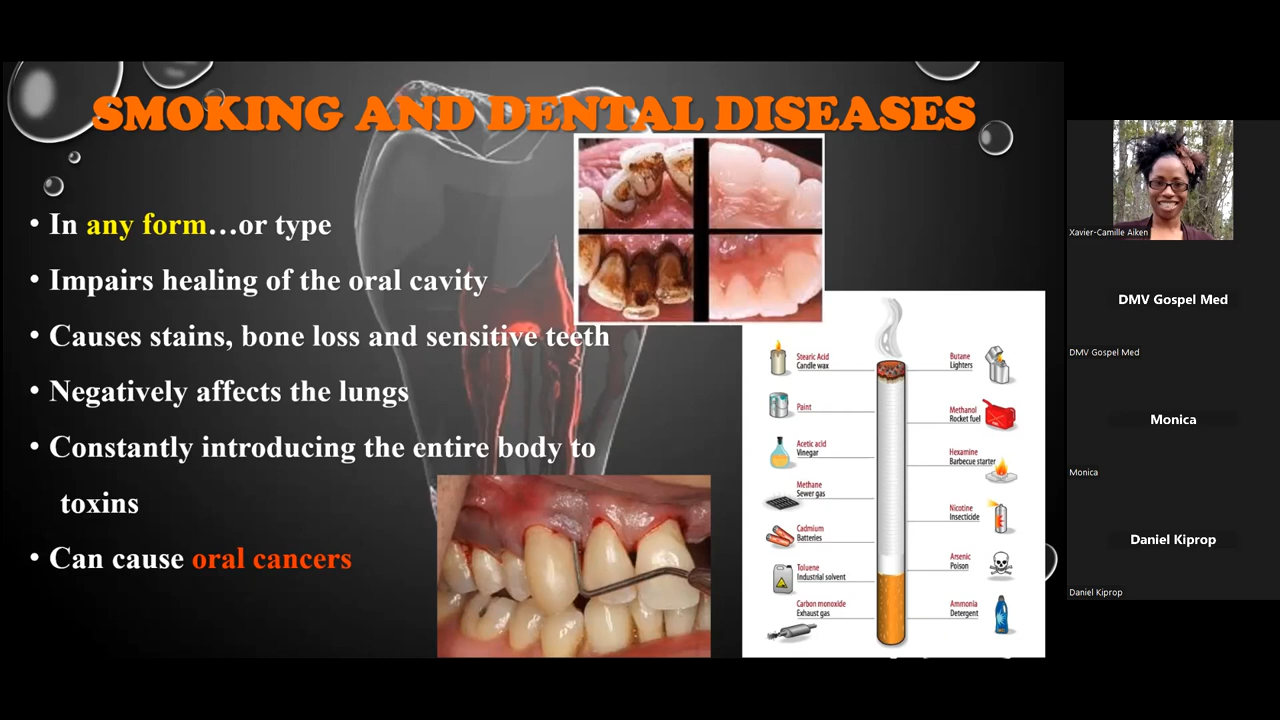 SMOKING AND DENTAL DISEASES
• In any form…or type
• Impairs healing of the oral cavity
• Causes stains, bone loss and sensitive teeth
• Negatively affects the lungs
• Constantly introducing the entire body to
toxins
• Can cause oral cancers
Stearic Acid
Candle wax
Paint
Acetic acid
Vinegar
Methane
Sewer gas
Cadmium
Batteries
Toluene
Industrial solvent
Carbon monoxide
Exhaust gas
Butane
Lighters
Methanol
Rocket fuel
Hexamine
Barbecue starter
Nicotine
Insecticide
Arsenic
Poison
Ammonia
Detergent
Xavier-Camille Aiken
DMV Gospel Med
DMV Gospel Med
Monica
Monica
Daniel Kiprop
Daniel Kiprop